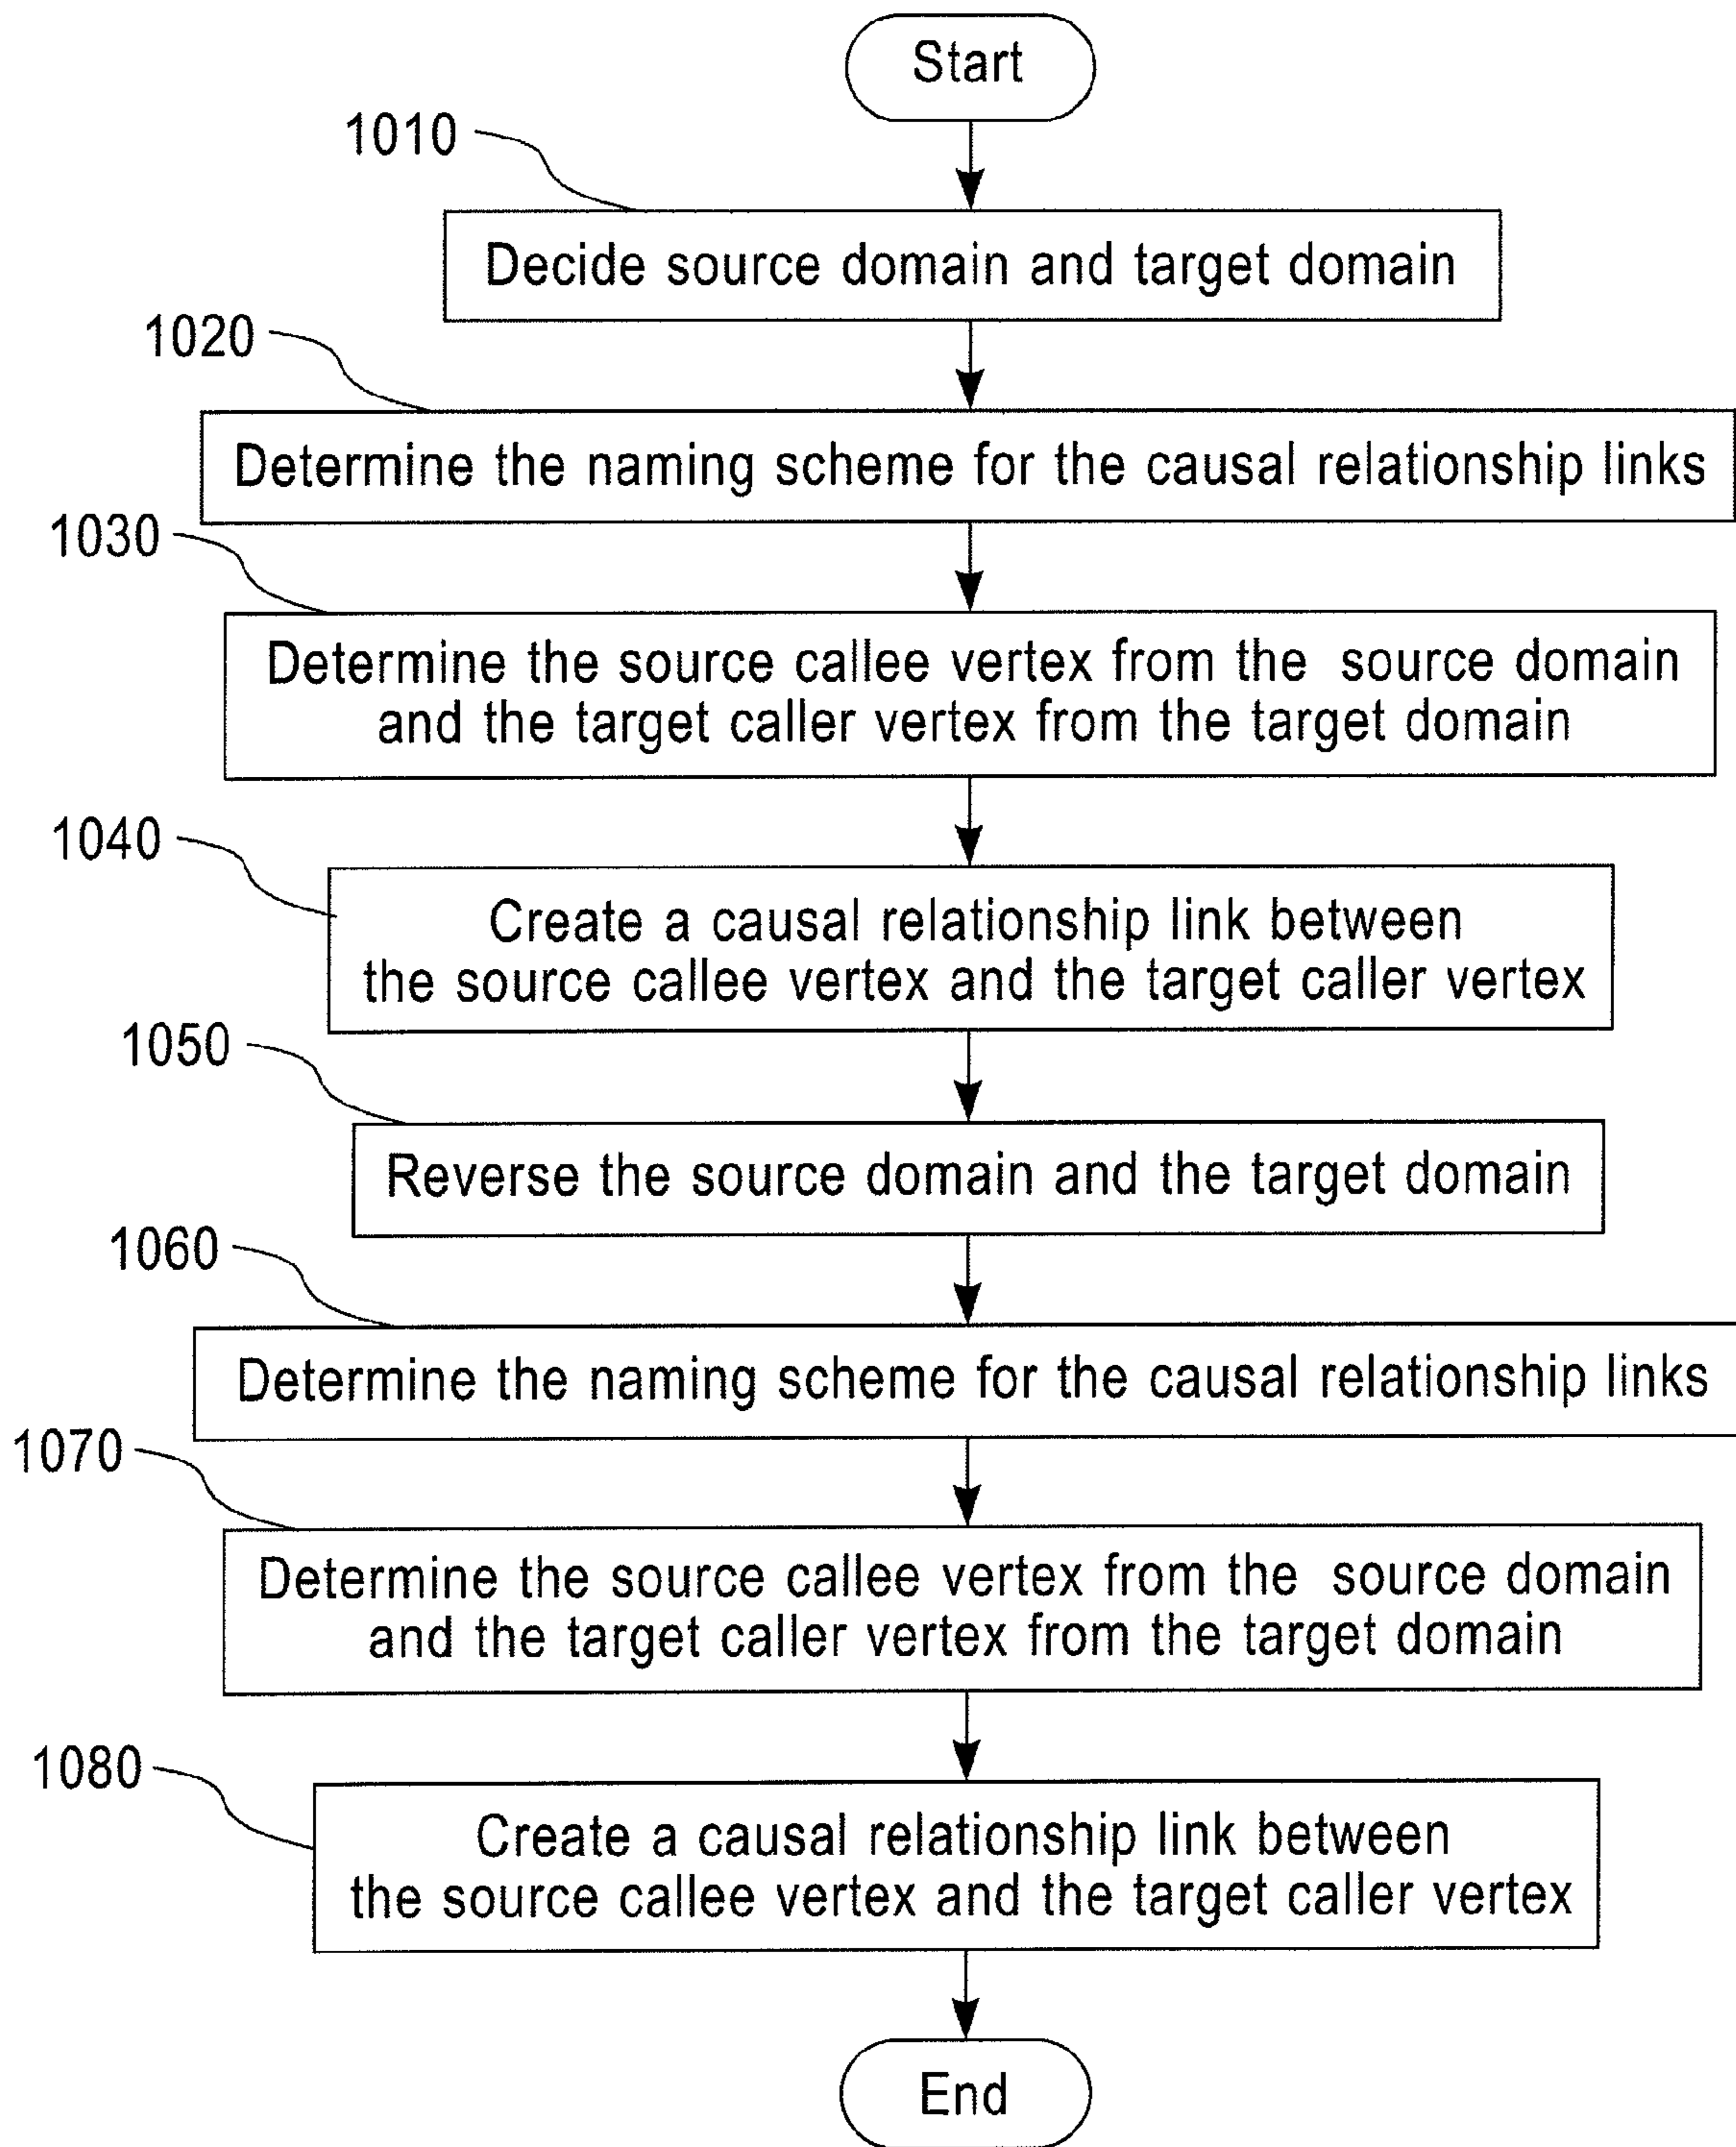 Start
1010
Decide source domain and target domain
1020
Determine the naming scheme for the causal relationship links
1030
Determine the source callee vertex from the source domain
and the target caller vertex from the target domain
1040
Create a causal relationship link between
the source callee vertex and the target caller vertex
1050
Reverse the source domain and the target domain
1060
Determine the naming scheme for the causal relationship links
1070
Determine the source callee vertex from the source domain
and the target caller vertex from the target domain
1080
Create a causal relationship link between
the source callee vertex and the target caller vertex
End